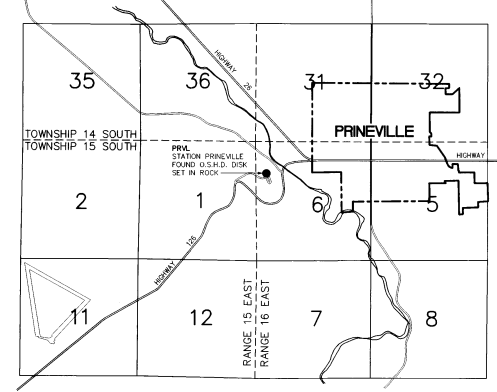 35
36
HIGHWAY
26
31
32
TOWNSHIP 14 SOUTH
TOWNSHIP 15 SOUTH
PRINEVILLE
PRVL
STATION PRINEVILLE
FOUND O.S.H.D. DISK
SET IN ROCK
HIGHWAY
2
1
6
5
HIGHWAY
126
11
12
RANGE 15 EAST
RANGE 16 EAST
7
8